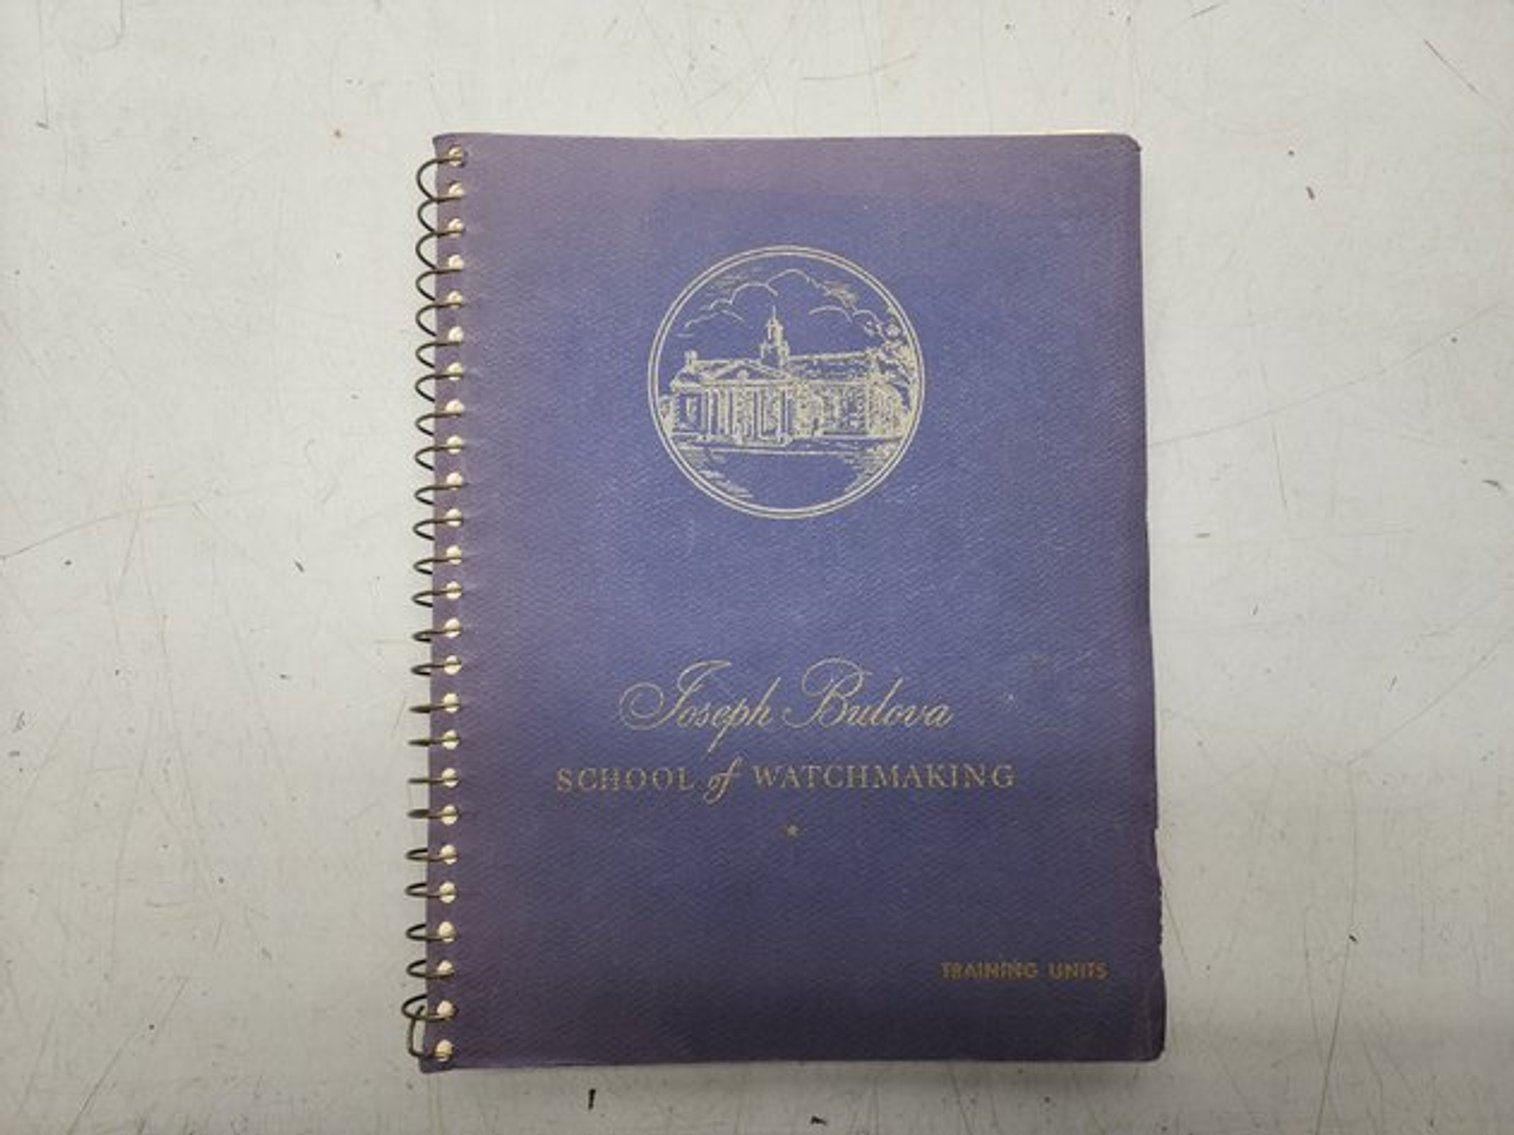 Joseph Bulova
SCHOOL of WATCHMAKING
TRAINING UNITS